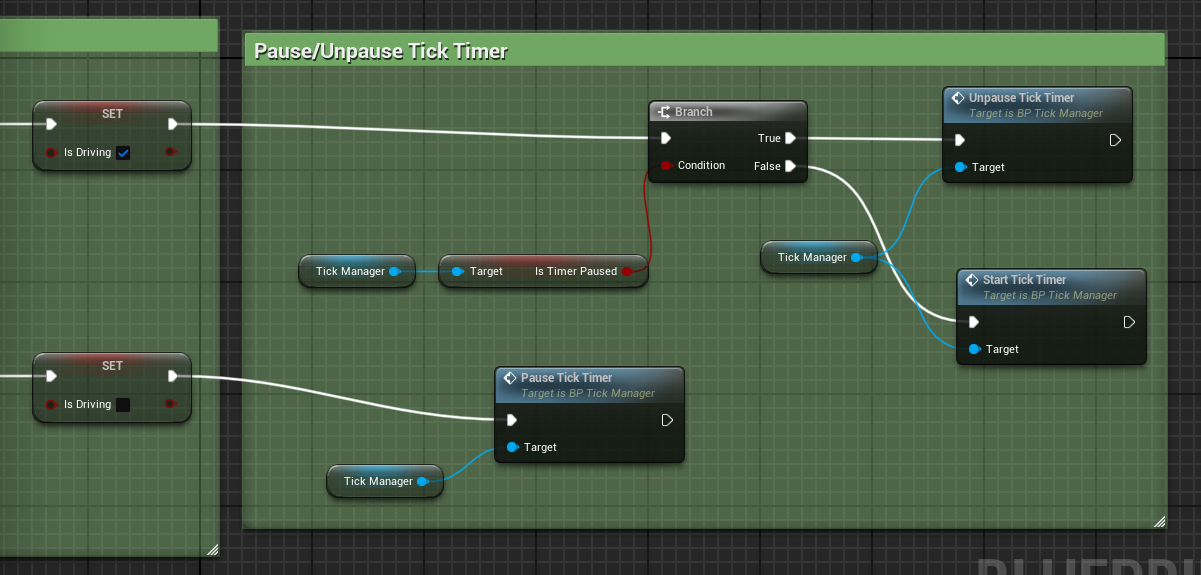 Pause/Unpause Tick Timer
SET
Is Driving
Branch
True
Condition
False
Unpause Tick Timer
Target is BP Tick Manager
Target
Tick Manager
Target
Is Timer Paused
Tick Manager
Start Tick Timer
Target is BP Tick Manager
Target
SET
Is Driving
Pause Tick Timer
Target is BP Tick Manager
Target
Tick Manager